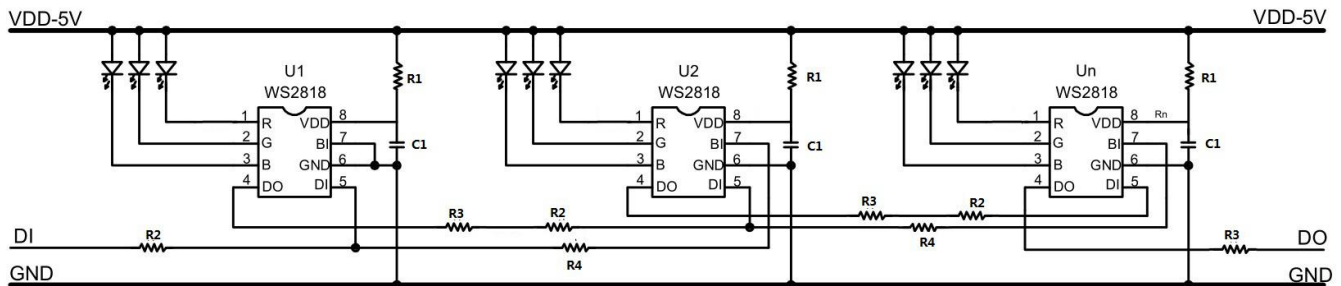 VDD-5V VDD-5V
R1 R1 R1
U1 U2 Un
WS2818 WS2818 WS2818
1 R VDD 8 1 R VDD 8 1 R VDD 8 Rn
2 G BI 7 C1 2 G BI 7 C1 2 G BI 7 C1
3 B GND 6 3 B GND 6 3 B GND 6
4 DO DI 5 4 DO DI 5 4 DO DI 5
R3 R2
R3 R2 R4
DI R2 R4 R3 DO
GND GND